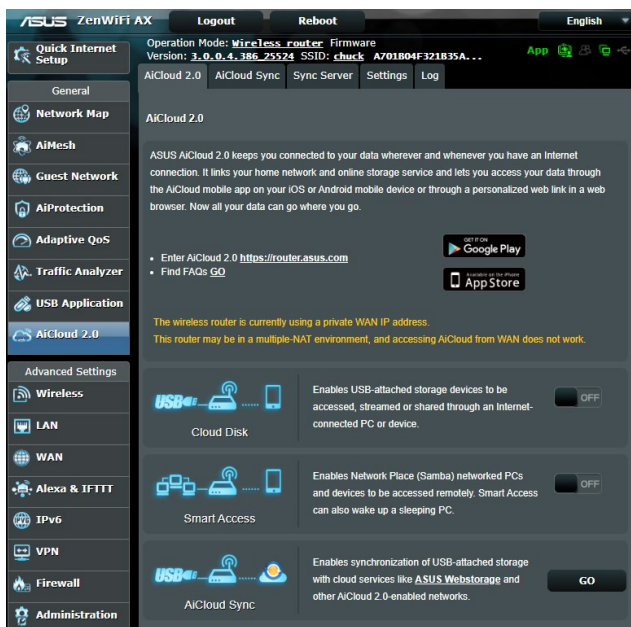 ASUS ZenWiFi AX Logout Reboot English
Quick Internet Setup
Operation Mode: Wireless router Firmware
Version: 3.0.0.4.386_25524 SSID: chuck A701B04F321B35A...
App
AiCloud 2.0 AiCloud Sync Sync Server Settings Log
General
Network Map
AiMesh
Guest Network
AiProtection
Adaptive QoS
Traffic Analyzer
USB Application
AiCloud 2.0
Advanced Settings
Wireless
LAN
WAN
Alexa & IFTTT
IPv6
VPN
Firewall
Administration
AiCloud 2.0
ASUS AiCloud 2.0 keeps you connected to your data wherever and whenever you have an Internet
connection. It links your home network and online storage service and lets you access your data through
the AiCloud mobile app on your iOS or Android mobile device or through a personalized web link in a web
browser. Now all your data can go where you go.
Enter AiCloud 2.0 https://router.asus.com
Find FAQs GO
GET IT ON
Google Play
Available on the iPhone
App Store
The wireless router is currently using a private WAN IP address.
This router may be in a multiple-NAT environment, and accessing AiCloud from WAN does not work.
USB
Cloud Disk
Enables USB-attached storage devices to be
accessed, streamed or shared through an Internet-
connected PC or device.
OFF
Smart Access
Enables Network Place (Samba) networked PCs
and devices to be accessed remotely. Smart Access
can also wake up a sleeping PC.
OFF
USB
AiCloud Sync
Enables synchronization of USB-attached storage
with cloud services like ASUS Webstorage and
other AiCloud 2.0-enabled networks.
GO